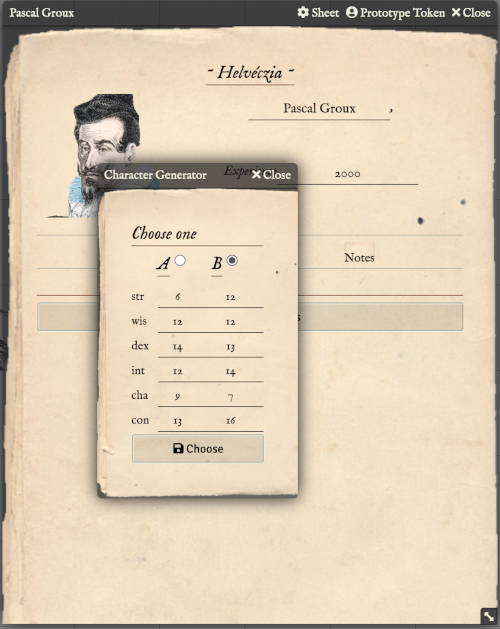 Pascal Groux Sheet Prototype Token Close
~ Helvéczia ~
Pascal Groux
2000
Notes
Character Generator Close
Choose one
A B
str 6 12
wis 12 12
dex 14 13
int 12 14
cha 9 7
con 13 16
Choose